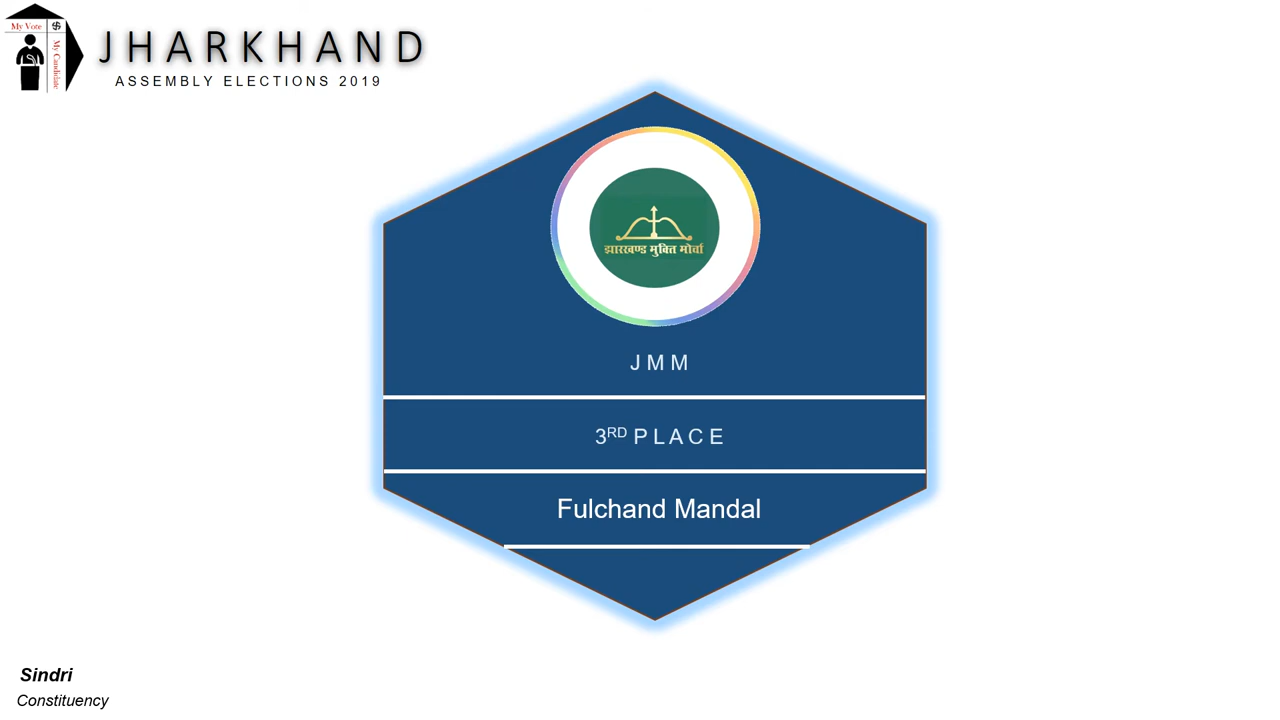 My Vote
My Candidate
JHARKHAND
ASSEMBLY ELECTIONS 2019
झारखण्ड मुक्ति मोर्चा
JMM
3RD PLACE
Fulchand Mandal
Sindri
Constituency